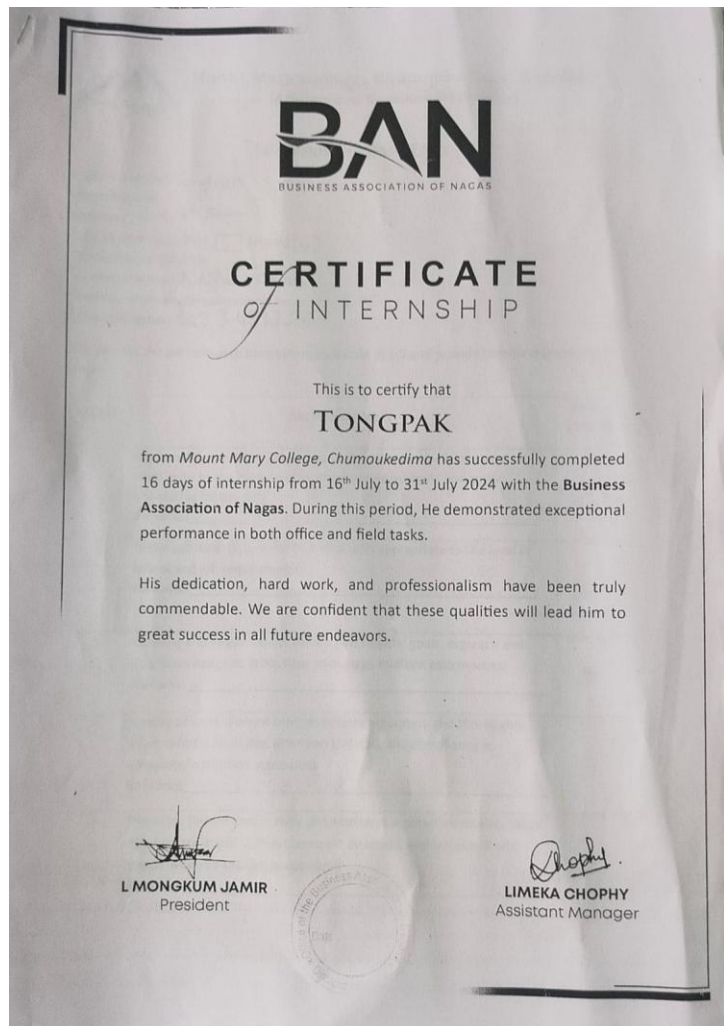 BAN
BUSINESS ASSOCIATION OF NAGAS
CERTIFICATE
of INTERNSHIP
This is to certify that
TONGPAK
from Mount Mary College, Chumoukedima has successfully completed
16 days of internship from 16th July to 31st July 2024 with the Business
Association of Nagas. During this period, He demonstrated exceptional
performance in both office and field tasks.
His dedication, hard work, and professionalism have been truly
commendable. We are confident that these qualities will lead him to
great success in all future endeavors.
Chophy
L MONGKUM JAMIR
President
LIMEKA CHOPHY
Assistant Manager
of the Business